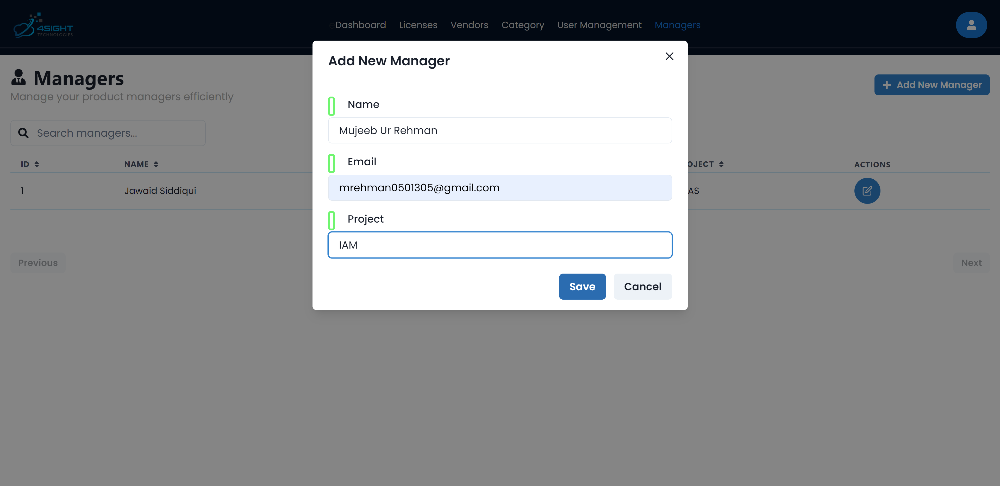 4SIGHT
TECHNOLOGIES
Dashboard Licenses Vendors Category User Management Managers
Add New Manager
Managers
Manage your product managers efficiently
Add New Manager
Name
Mujeeb Ur Rehman
Search managers...
Email
ID NAME OJECT ACTIONS
mrehman0501305@gmail.com
1 Jawaid Siddiqui AS
Project
IAM
Previous Next
Save Cancel